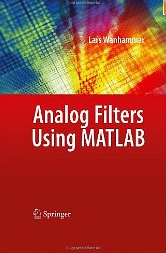 Lars Wanhammar
Analog Filters
Using MATLAB
Springer